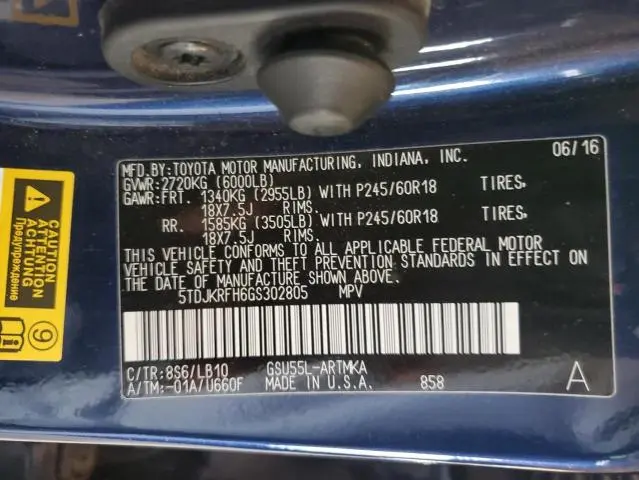 MFD.BY:TOYOTA MOTOR MANUFACTURING, INDIANA, INC. 06/16
GVWR:2720KG (6000LB)
GAWR:FRT. 1340KG (2955LB) WITH P245/60R18 TIRES,
18X7.5J RIMS.
RR. 1585KG (3505LB) WITH P245/60R18 TIRES,
18X7.5J RIMS.
THIS VEHICLE CONFORMS TO ALL APPLICABLE FEDERAL MOTOR
VEHICLE SAFETY AND THEFT PREVENTION STANDARDS IN EFFECT ON
THE DATE OF MANUFACTURE SHOWN ABOVE.
5TDJKRFH6GS302805 MPV
C/TR:8S6/LB10 GSU55L-ARTMKA
A/TM:-01A/U660F MADE IN U.S.A. 858 A
CAUTION
ATTENTION
ACHTUNG
Предупреждение
9